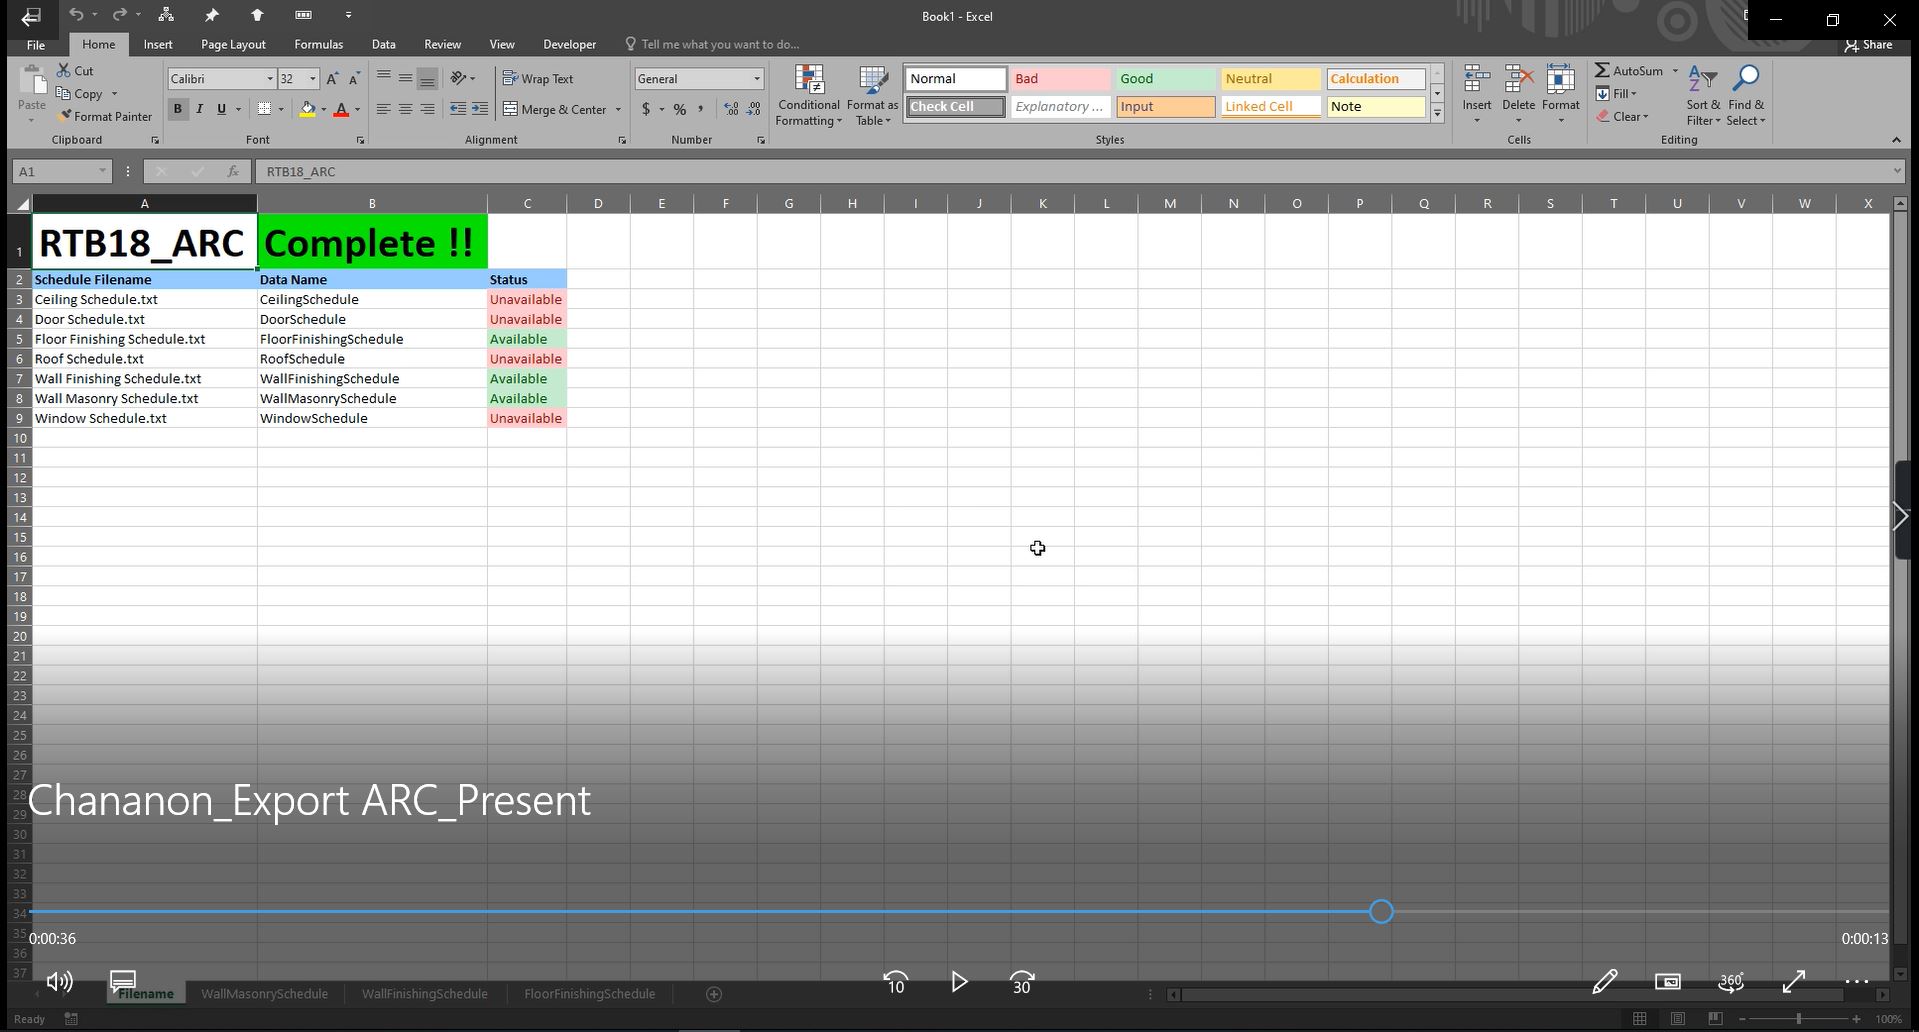 Book1 - Excel
File Home Insert Page Layout Formulas Data Review View Developer Tell me what you want to do... Share
Cut
Copy
Format Painter
Paste
Clipboard
Calibri 32
B I U A
Font
Wrap Text
Merge & Center
Alignment
General
$ % ,
Number
Conditional Formatting
Format as Table
Normal Bad Good Neutral Calculation
Check Cell Explanatory ... Input Linked Cell Note
Styles
Insert Delete Format
Cells
AutoSum
Fill
Clear
Sort & Filter
Find & Select
Editing
A1 fx RTB18_ARC
A B C D E F G H I J K L M N O P Q R S T U V W X
1 RTB18_ARC Complete !!
2 Schedule Filename Data Name Status
3 Ceiling Schedule.txt CeilingSchedule Unavailable
4 Door Schedule.txt DoorSchedule Unavailable
5 Floor Finishing Schedule.txt FloorFinishingSchedule Available
6 Roof Schedule.txt RoofSchedule Unavailable
7 Wall Finishing Schedule.txt WallFinishingSchedule Available
8 Wall Masonry Schedule.txt WallMasonrySchedule Available
9 Window Schedule.txt WindowSchedule Unavailable
10
11
12
13
14
15
16
17
18
19
20
21
22
23
24
25
26
27
28
Chananon_Export ARC_Present
29
30
31
32
33
34
35
0:00:36 0:00:13
36
37
10 30 360°
Filename WallMasonrySchedule WallFinishingSchedule FloorFinishingSchedule
Ready 100%